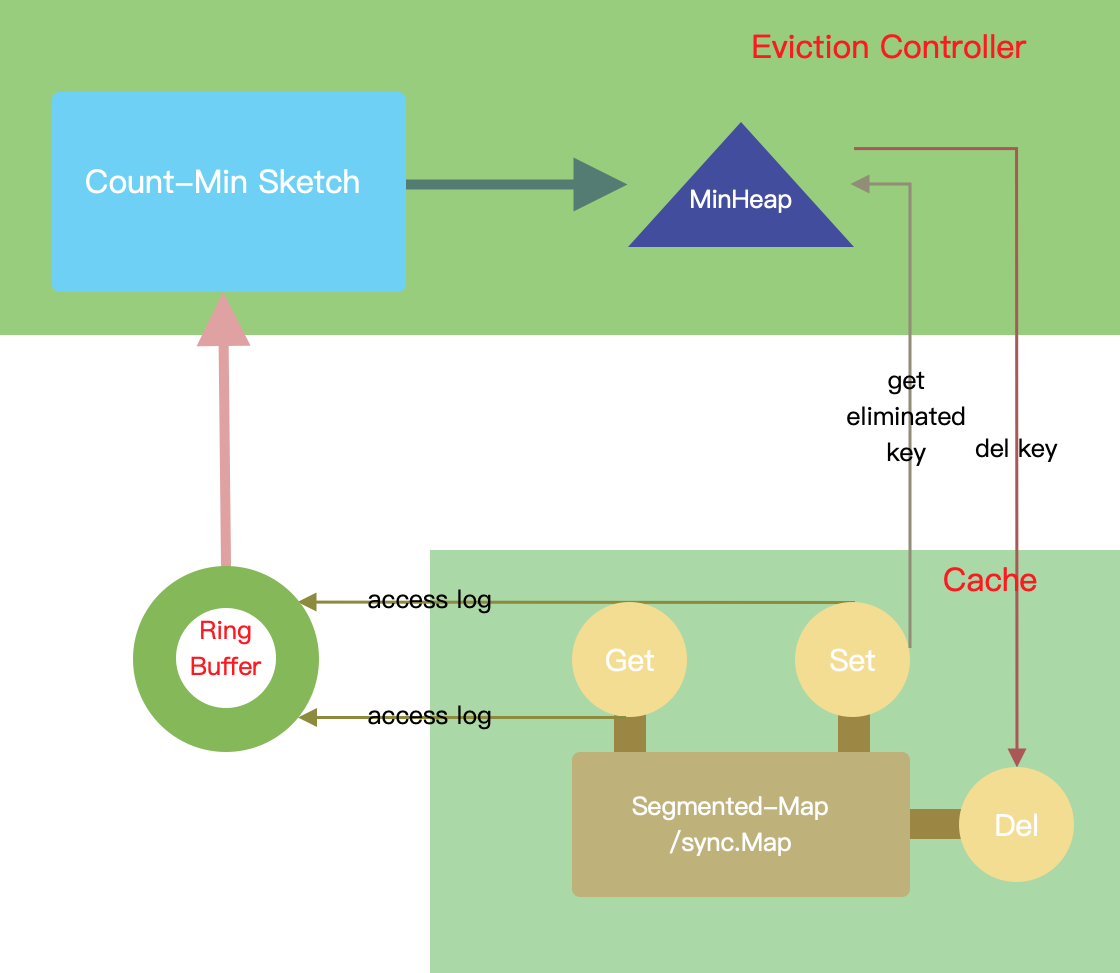 Eviction Controller
Count-Min Sketch
MinHeap
get
eliminated
key
del key
Cache
access log
Ring
Buffer
Get
Set
access log
Segmented-Map
/sync.Map
Del